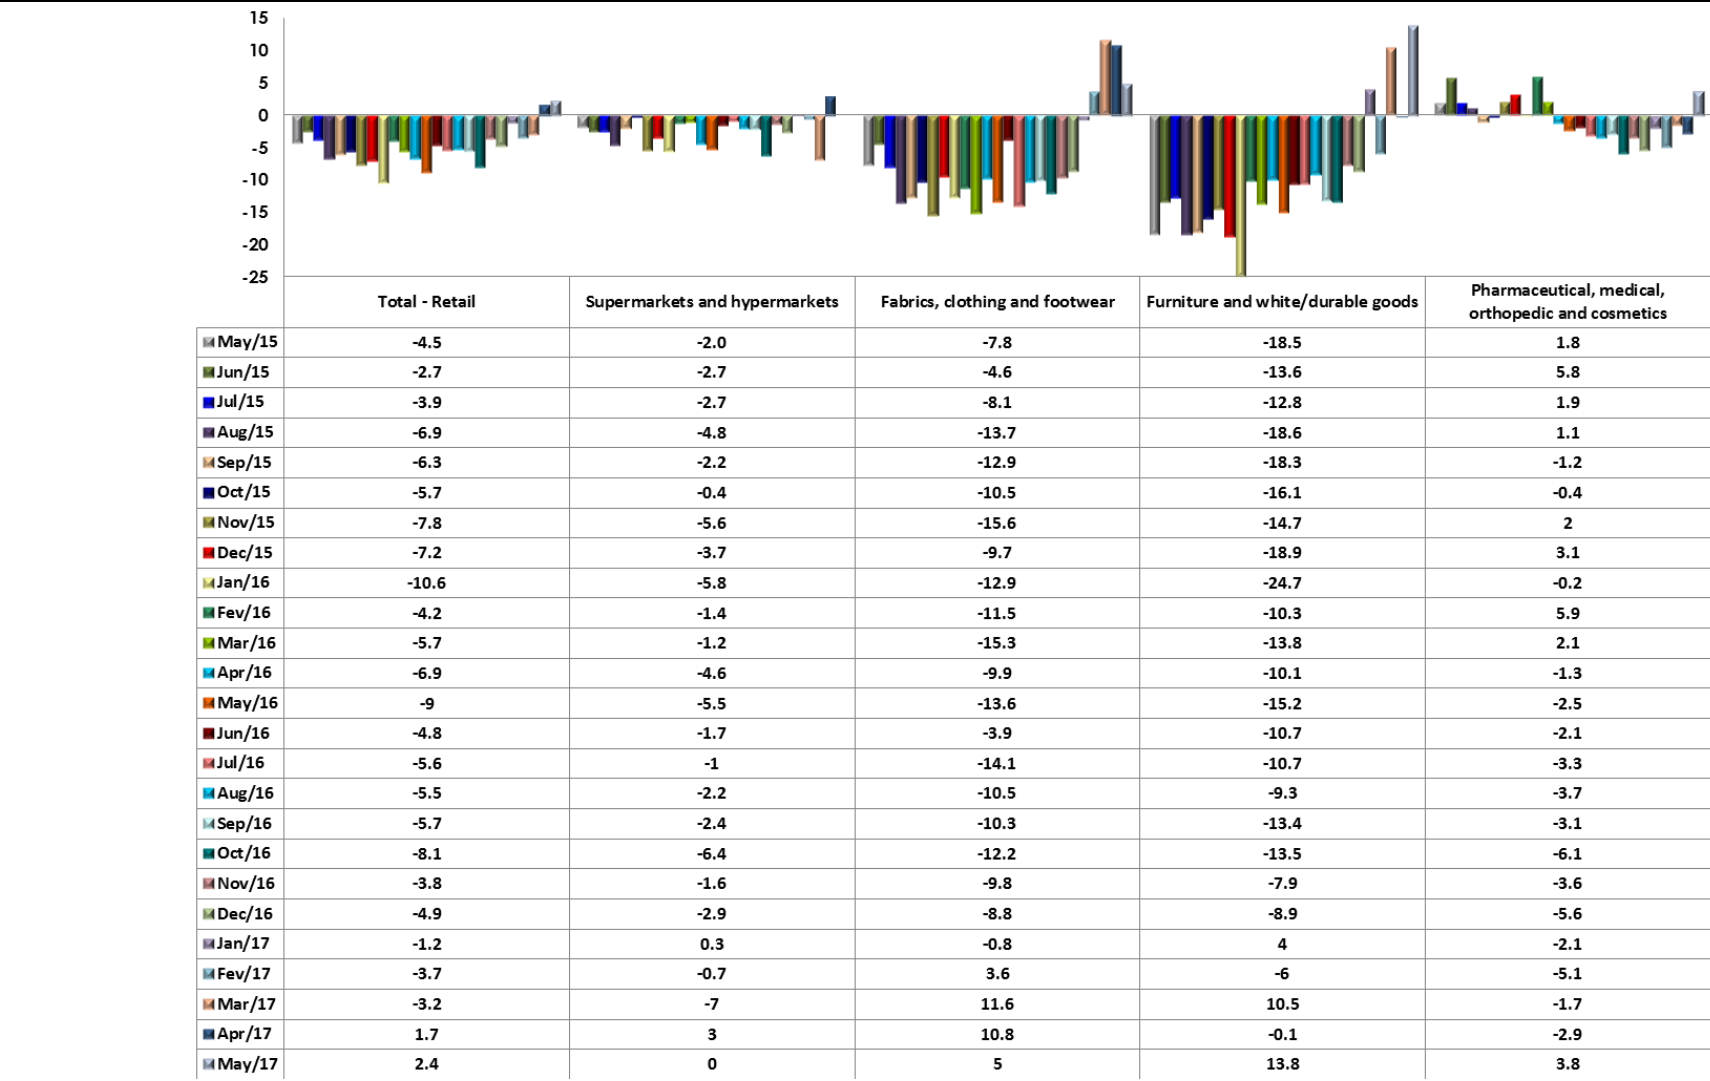 15
10
5
0
-5
-10
-15
-20
-25
Total - Retail Supermarkets and hypermarkets Fabrics, clothing and footwear Furniture and white/durable goods Pharmaceutical, medical,
orthopedic and cosmetics
May/15 -4.5 -2.0 -7.8 -18.5 1.8
Jun/15 -2.7 -2.7 -4.6 -13.6 5.8
Jul/15 -3.9 -2.7 -8.1 -12.8 1.9
Aug/15 -6.9 -4.8 -13.7 -18.6 1.1
Sep/15 -6.3 -2.2 -12.9 -18.3 -1.2
Oct/15 -5.7 -0.4 -10.5 -16.1 -0.4
Nov/15 -7.8 -5.6 -15.6 -14.7 2
Dec/15 -7.2 -3.7 -9.7 -18.9 3.1
Jan/16 -10.6 -5.8 -12.9 -24.7 -0.2
Fev/16 -4.2 -1.4 -11.5 -10.3 5.9
Mar/16 -5.7 -1.2 -15.3 -13.8 2.1
Apr/16 -6.9 -4.6 -9.9 -10.1 -1.3
May/16 -9 -5.5 -13.6 -15.2 -2.5
Jun/16 -4.8 -1.7 -3.9 -10.7 -2.1
Jul/16 -5.6 -1 -14.1 -10.7 -3.3
Aug/16 -5.5 -2.2 -10.5 -9.3 -3.7
Sep/16 -5.7 -2.4 -10.3 -13.4 -3.1
Oct/16 -8.1 -6.4 -12.2 -13.5 -6.1
Nov/16 -3.8 -1.6 -9.8 -7.9 -3.6
Dec/16 -4.9 -2.9 -8.8 -8.9 -5.6
Jan/17 -1.2 0.3 -0.8 4 -2.1
Fev/17 -3.7 -0.7 3.6 -6 -5.1
Mar/17 -3.2 -7 11.6 10.5 -1.7
Apr/17 1.7 3 10.8 -0.1 -2.9
May/17 2.4 0 5 13.8 3.8